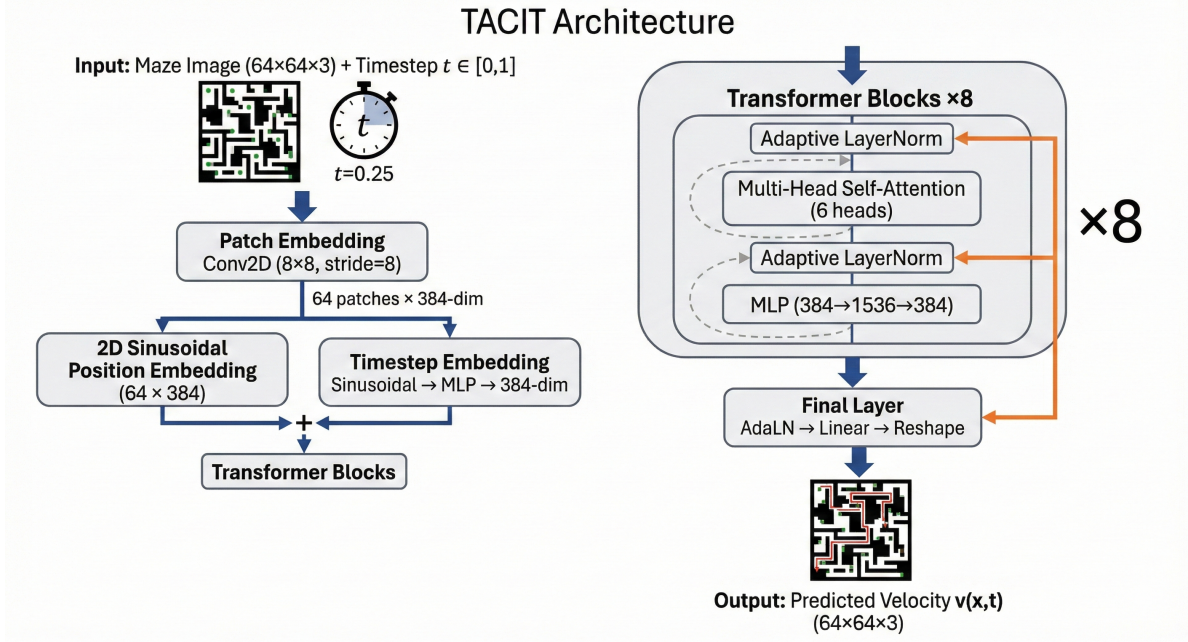 TACIT Architecture
Input: Maze Image (64×64×3) + Timestep t ∈ [0,1]
t
t=0.25
Patch Embedding
Conv2D (8×8, stride=8)
64 patches × 384-dim
2D Sinusoidal
Position Embedding
(64 × 384)
Timestep Embedding
Sinusoidal → MLP → 384-dim
+
Transformer Blocks
Transformer Blocks ×8
Adaptive LayerNorm
Multi-Head Self-Attention
(6 heads)
Adaptive LayerNorm
MLP (384→1536→384)
×8
Final Layer
AdaLN → Linear → Reshape
Output: Predicted Velocity v(x,t)
(64×64×3)